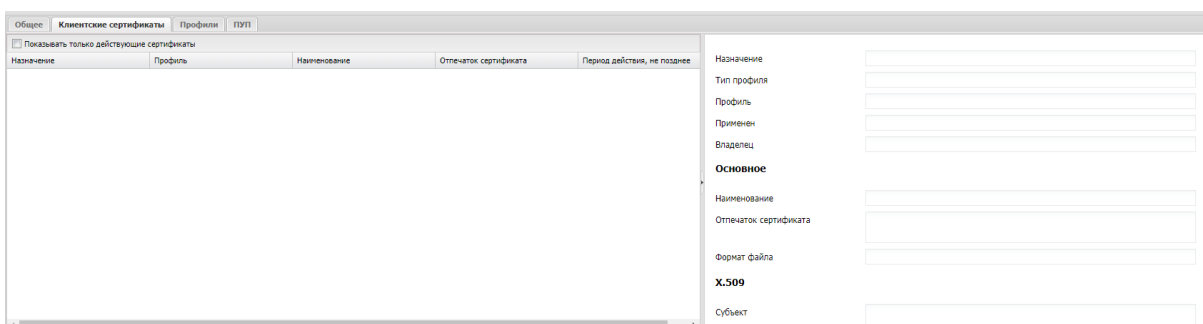 Общее Клиентские сертификаты Профили ПУП
Показывать только действующие сертификаты
Назначение Профиль Наименование Отпечаток сертификата Период действия, не позднее
Назначение
Тип профиля
Профиль
Применен
Владелец
Основное
Наименование
Отпечаток сертификата
Формат файла
X.509
Субъект